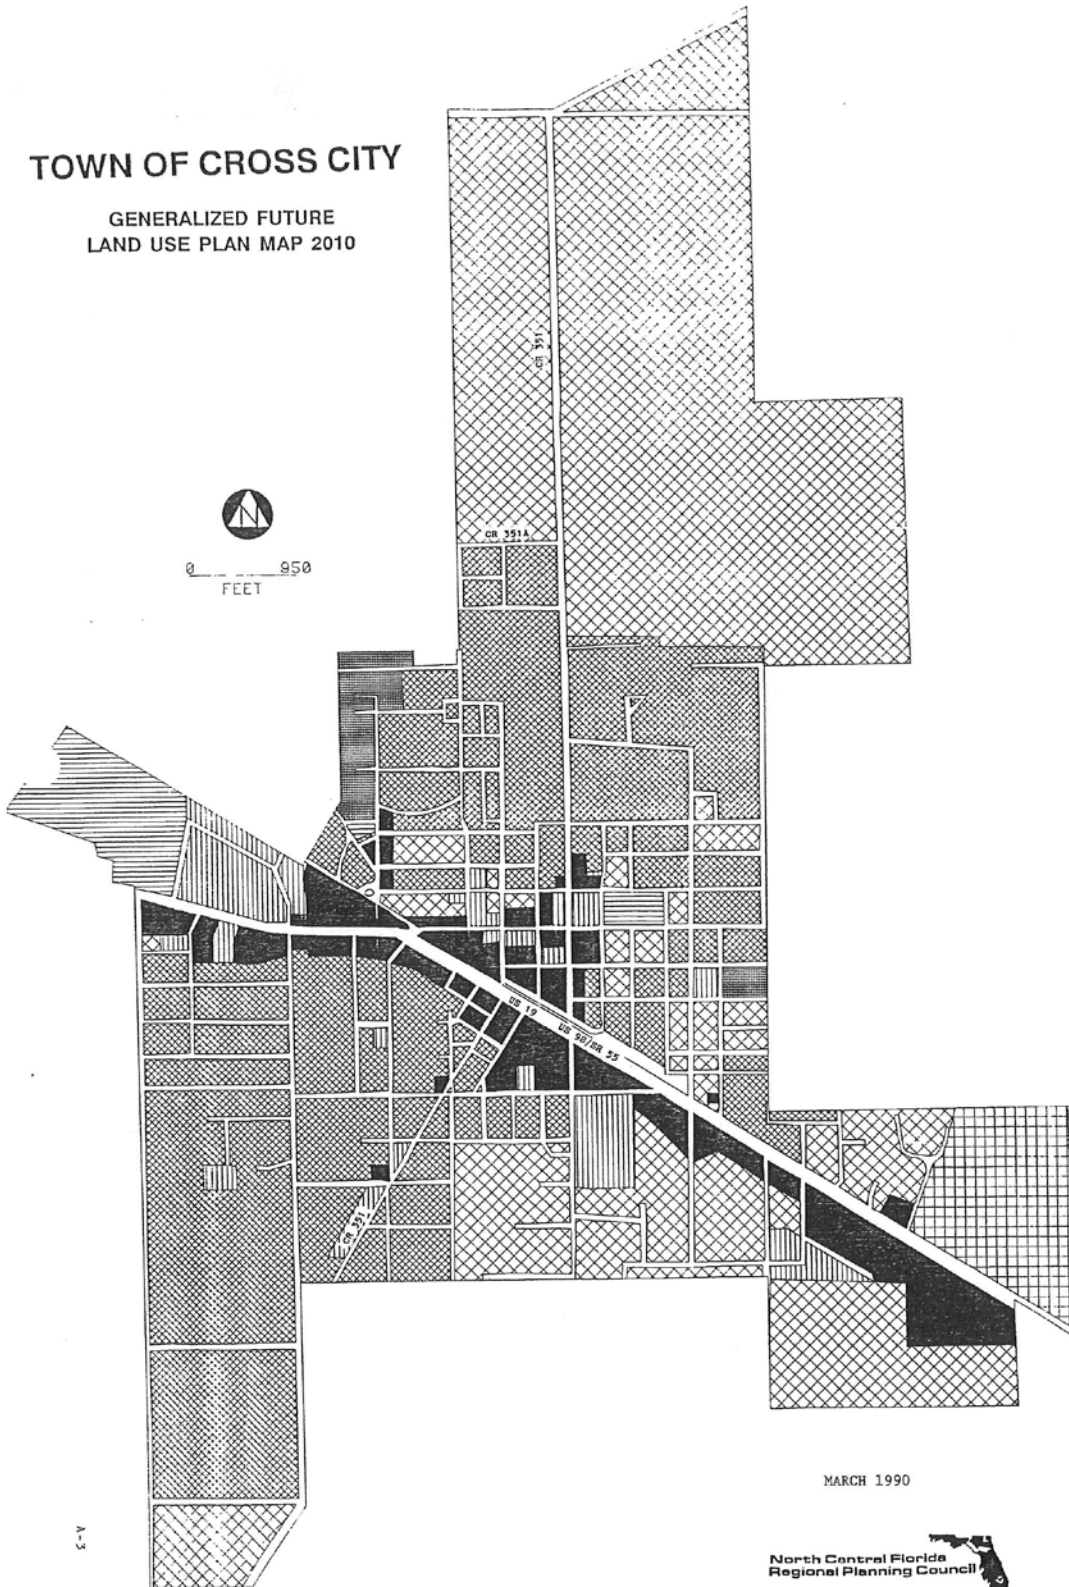 TOWN OF CROSS CITY
GENERALIZED FUTURE
LAND USE PLAN MAP 2010
CR 351
N
0 950
FEET
CR 351A
US 19
US 98/SR 55
CR 351
MARCH 1990
A-3
North Central Florida
Regional Planning Council